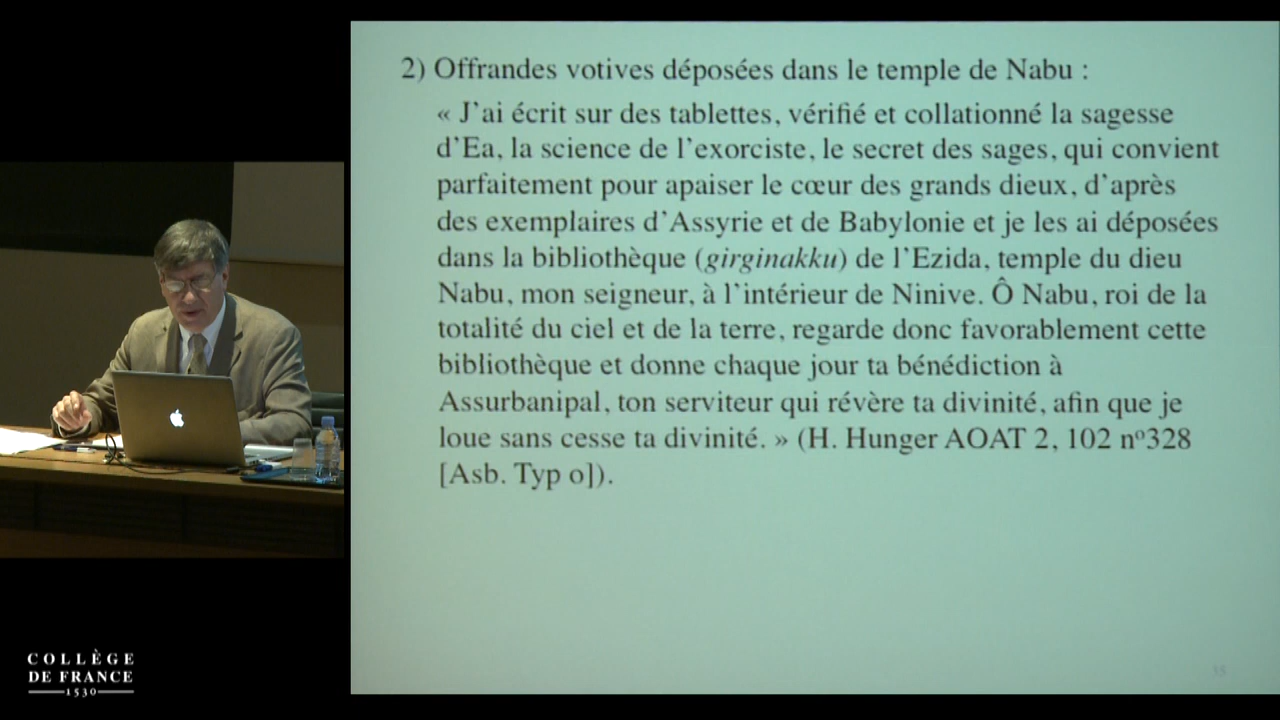 2) Offrandes votives déposées dans le temple de Nabu :
« J'ai écrit sur des tablettes, vérifié et collationné la sagesse
d'Ea, la science de l'exorciste, le secret des sages, qui convient
parfaitement pour apaiser le cœur des grands dieux, d'après
des exemplaires d'Assyrie et de Babylonie et je les ai déposées
dans la bibliothèque (girginakku) de l'Ezida, temple du dieu
Nabu, mon seigneur, à l'intérieur de Ninive. Ô Nabu, roi de la
totalité du ciel et de la terre, regarde donc favorablement cette
bibliothèque et donne chaque jour ta bénédiction à
Assurbanipal, ton serviteur qui révère ta divinité, afin que je
loue sans cesse ta divinité. » (H. Hunger AOAT 2, 102 nº328
[Asb. Typ o]).
COLLÈGE
DE FRANCE
1530